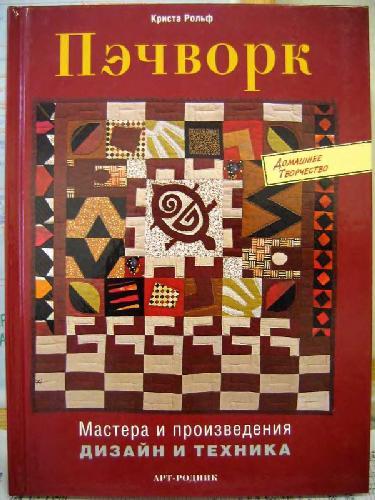 Криста Рольф
Пэчворк
Домашнее
Творчество
Мастера и произведения
ДИЗАЙН И ТЕХНИКА
АРТ-РОДНИК